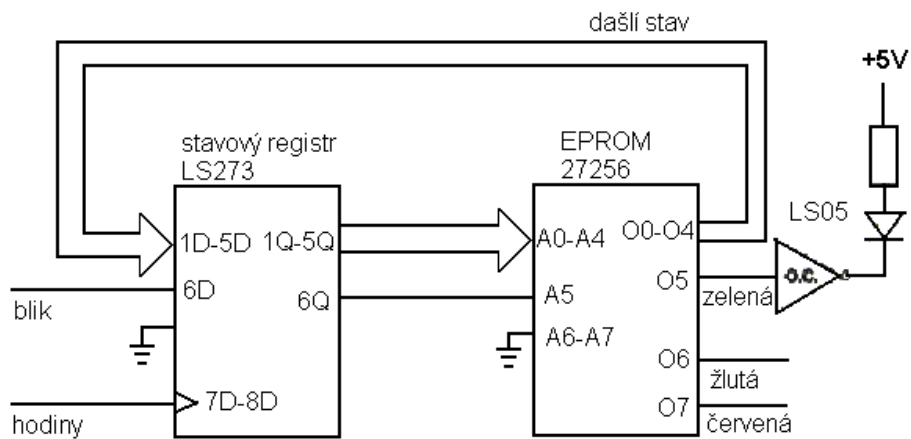 dašlí stav
+5V
stavový registr
LS273
EPROM
27256
LS05
1D-5D
1Q-5Q
A0-A4
O0-O4
o.c.
6D
6Q
A5
O5
zelená
blik
A6-A7
O6
žlutá
7D-8D
O7
hodiny
červená